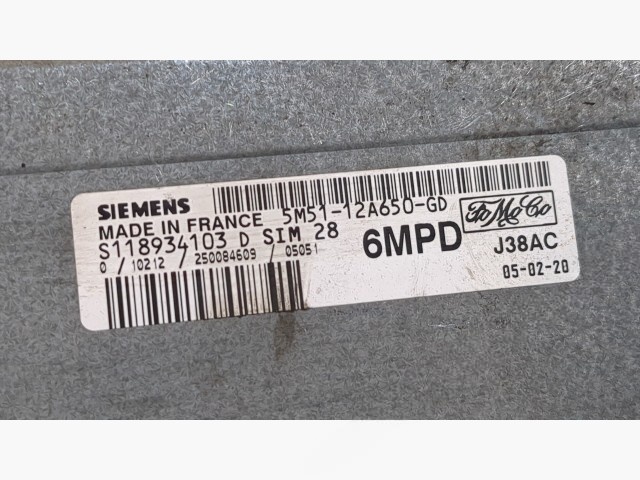 SIEMENS
MADE IN FRANCE 5M51-12A650-GD
S118934103 D SIM 28
0 / 10212 / 250084609 / 05051
6MPD
FoMoCo
J38AC
05-02-20